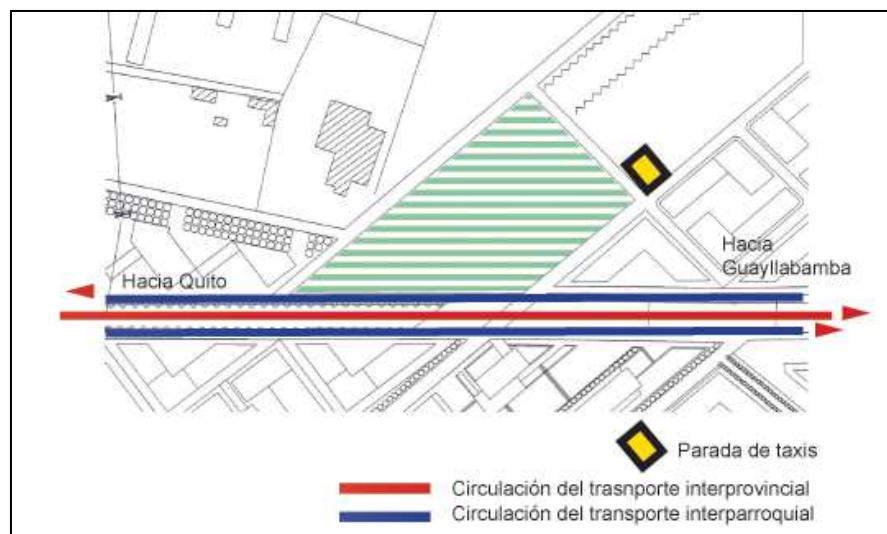 Hacia Quito
Hacia
Guayllabamba
Parada de taxis
Circulación del trasnporte interprovincial
Circulación del transporte interparroquial